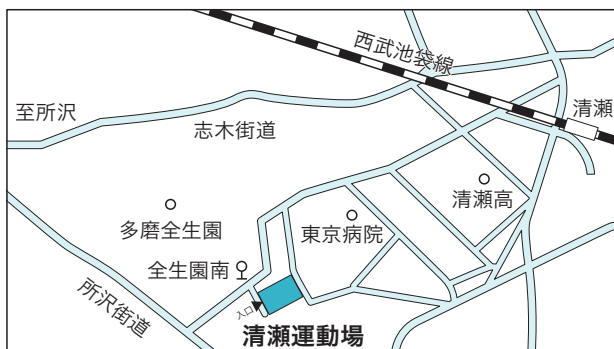 西武池袋線
清瀬
至所沢
志木街道
清瀬高
多磨全生園
東京病院
全生園南
所沢街道
入口
清瀬運動場